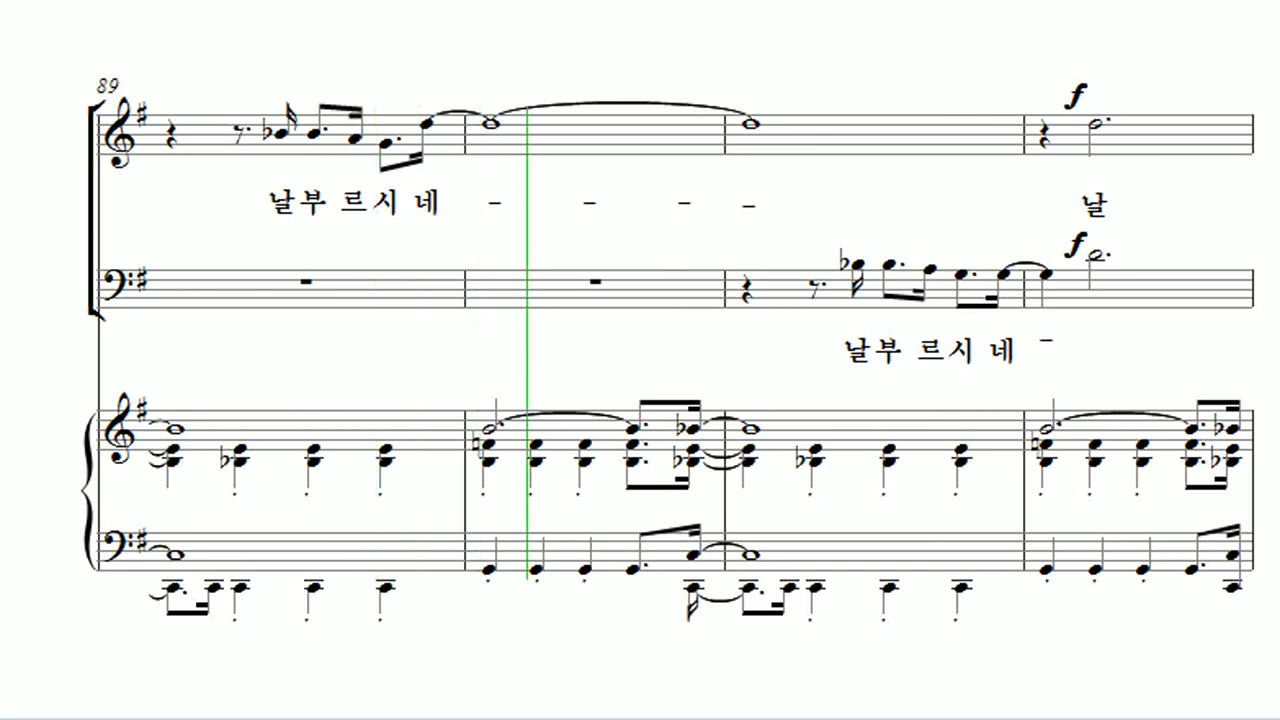 89
f
날부 르시 네 - - - - 날
f
날부 르시 네 -